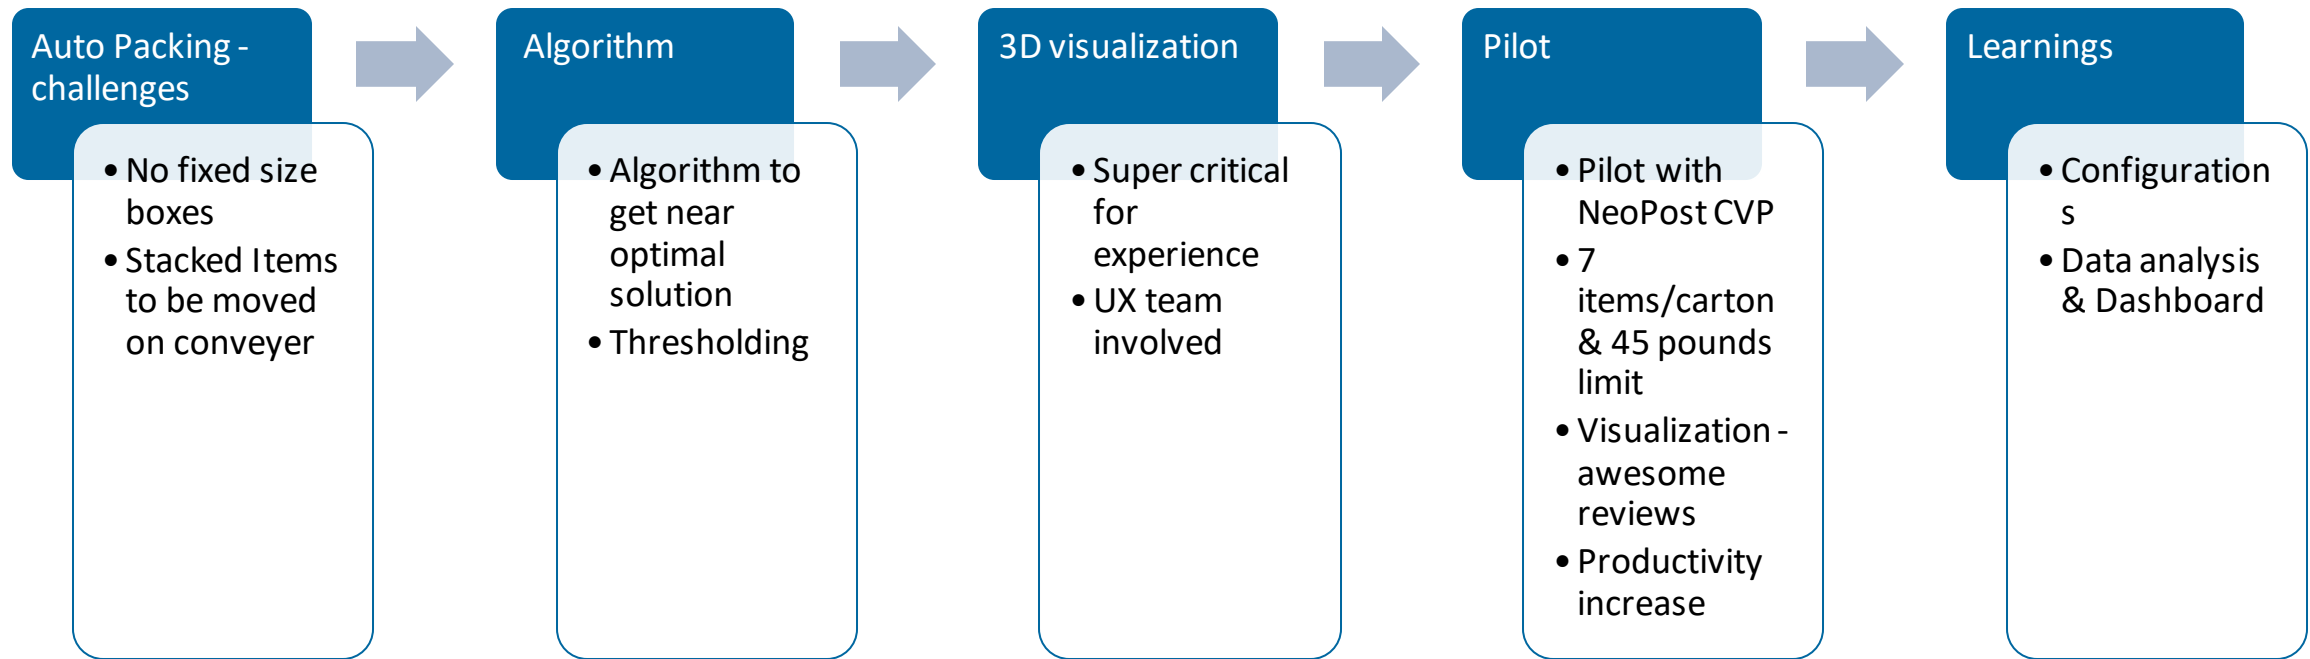 Auto Packing -
challenges
• No fixed size
boxes
• Stacked Items
to be moved
on conveyer
Algorithm
• Algorithm to
get near
optimal
solution
• Thresholding
3D visualization
• Super critical
for
experience
• UX team
involved
Pilot
• Pilot with
NeoPost CVP
• 7
items/carton
& 45 pounds
limit
• Visualization -
awesome
reviews
• Productivity
increase
Learnings
• Configuration
s
• Data analysis
& Dashboard